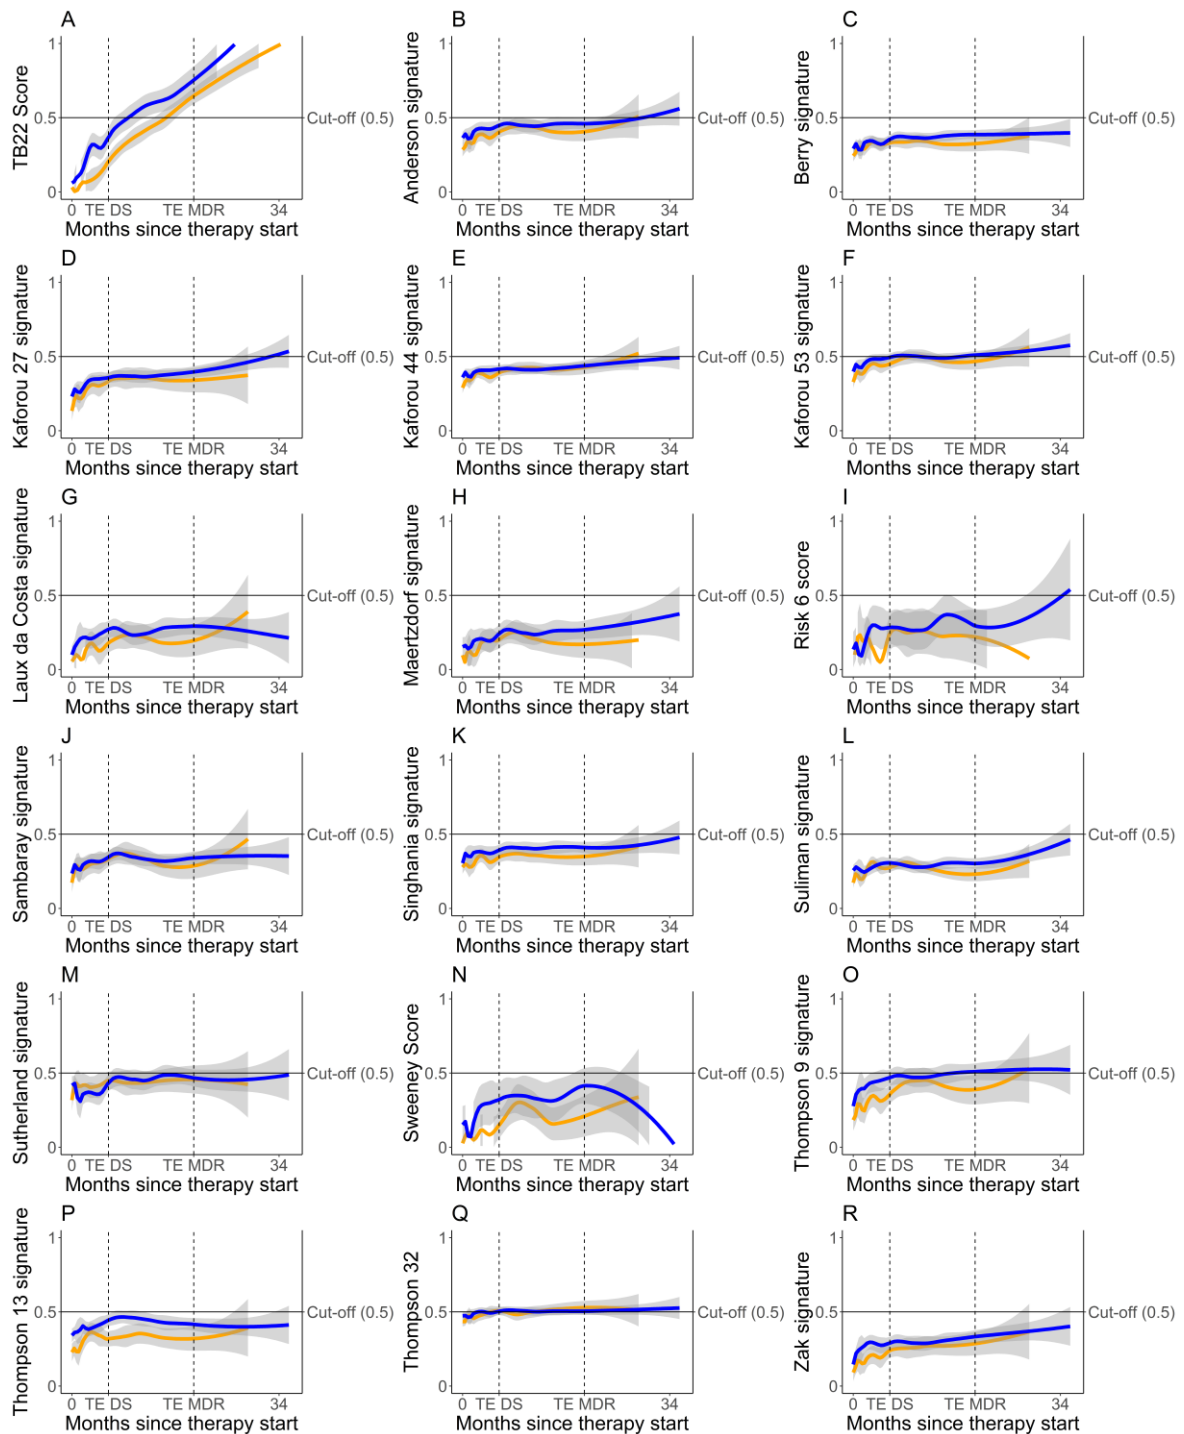 A
TB22 Score
1
0.5
0
Cut-off (0.5)
0 TE DS TE MDR 34
Months since therapy start
B
Anderson signature
1
0.5
0
Cut-off (0.5)
0 TE DS TE MDR 34
Months since therapy start
C
Berry signature
1
0.5
0
Cut-off (0.5)
0 TE DS TE MDR 34
Months since therapy start
D
Kaforou 27 signature
1
0.5
0
Cut-off (0.5)
0 TE DS TE MDR 34
Months since therapy start
E
Kaforou 44 signature
1
0.5
0
Cut-off (0.5)
0 TE DS TE MDR 34
Months since therapy start
F
Kaforou 53 signature
1
0.5
0
Cut-off (0.5)
0 TE DS TE MDR 34
Months since therapy start
G
Laux da Costa signature
1
0.5
0
Cut-off (0.5)
0 TE DS TE MDR 34
Months since therapy start
H
Maertzdorf signature
1
0.5
0
Cut-off (0.5)
0 TE DS TE MDR 34
Months since therapy start
I
Risk 6 score
1
0.5
0
Cut-off (0.5)
0 TE DS TE MDR 34
Months since therapy start
J
Sambaray signature
1
0.5
0
Cut-off (0.5)
0 TE DS TE MDR 34
Months since therapy start
K
Singhania signature
1
0.5
0
Cut-off (0.5)
0 TE DS TE MDR 34
Months since therapy start
L
Suliman signature
1
0.5
0
Cut-off (0.5)
0 TE DS TE MDR 34
Months since therapy start
M
Sutherland signature
1
0.5
0
Cut-off (0.5)
0 TE DS TE MDR 34
Months since therapy start
N
Sweeney Score
1
0.5
0
Cut-off (0.5)
0 TE DS TE MDR 34
Months since therapy start
O
Thompson 9 signature
1
0.5
0
Cut-off (0.5)
0 TE DS TE MDR 34
Months since therapy start
P
Thompson 13 signature
1
0.5
0
Cut-off (0.5)
0 TE DS TE MDR 34
Months since therapy start
Q
Thompson 32
1
0.5
0
Cut-off (0.5)
0 TE DS TE MDR 34
Months since therapy start
R
Zak signature
1
0.5
0
Cut-off (0.5)
0 TE DS TE MDR 34
Months since therapy start